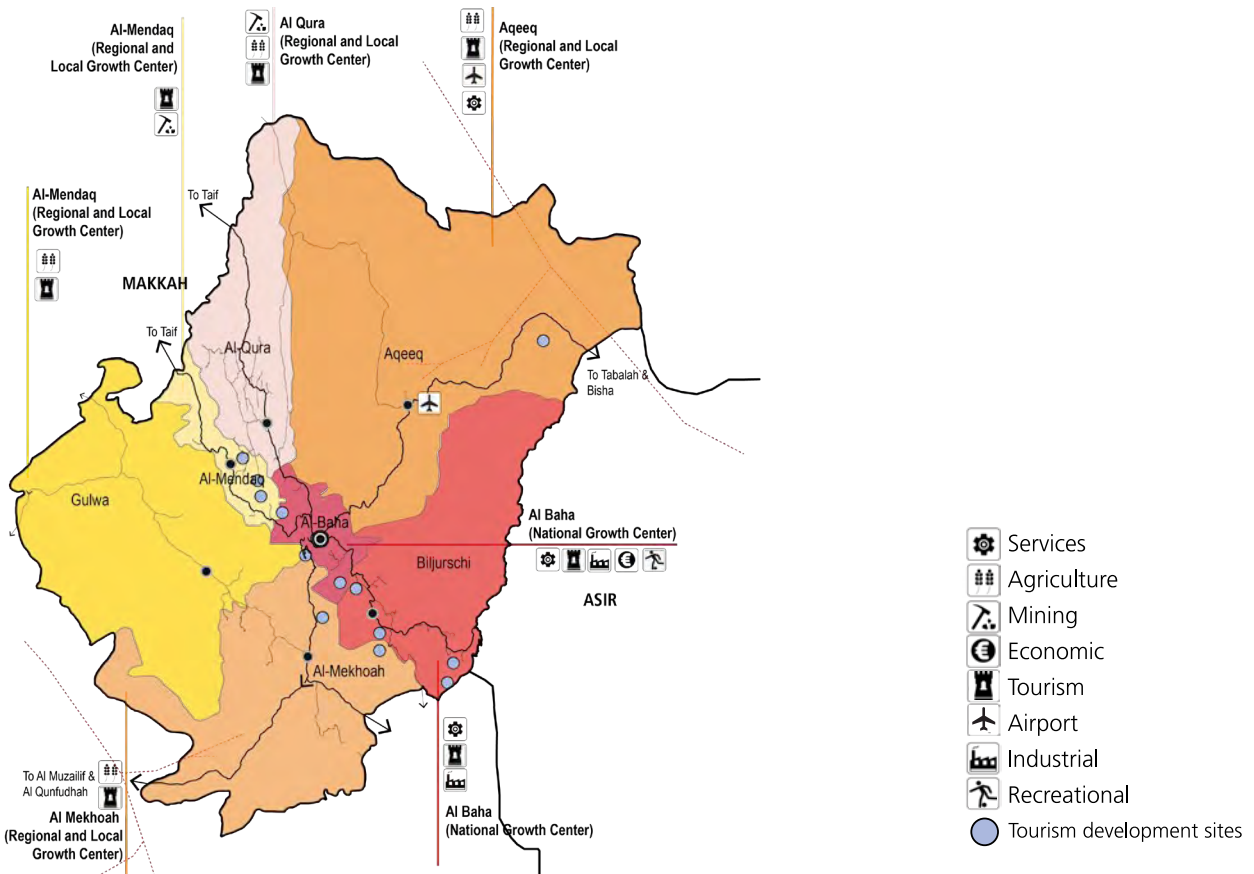 Al-Mendaq
(Regional and
Local Growth Center)
Al Qura
(Regional and Local
Growth Center)
Aqeeq
(Regional and Local
Growth Center)
Al-Mendaq
(Regional and Local
Growth Center)
To Taif
MAKKAH
To Taif
Al-Qura
Aqeeq
To Tabalah &
Bisha
Al-Mendaq
Gulwa
Al-Baha
Al Baha
(National Growth Center)
Biljurschi
ASIR
Al-Mekhoah
To Al Muzailif &
Al Qunfudhah
Al Mekhoah
(Regional and Local
Growth Center)
Al Baha
(National Growth Center)
Services
Agriculture
Mining
Economic
Tourism
Airport
Industrial
Recreational
Tourism development sites